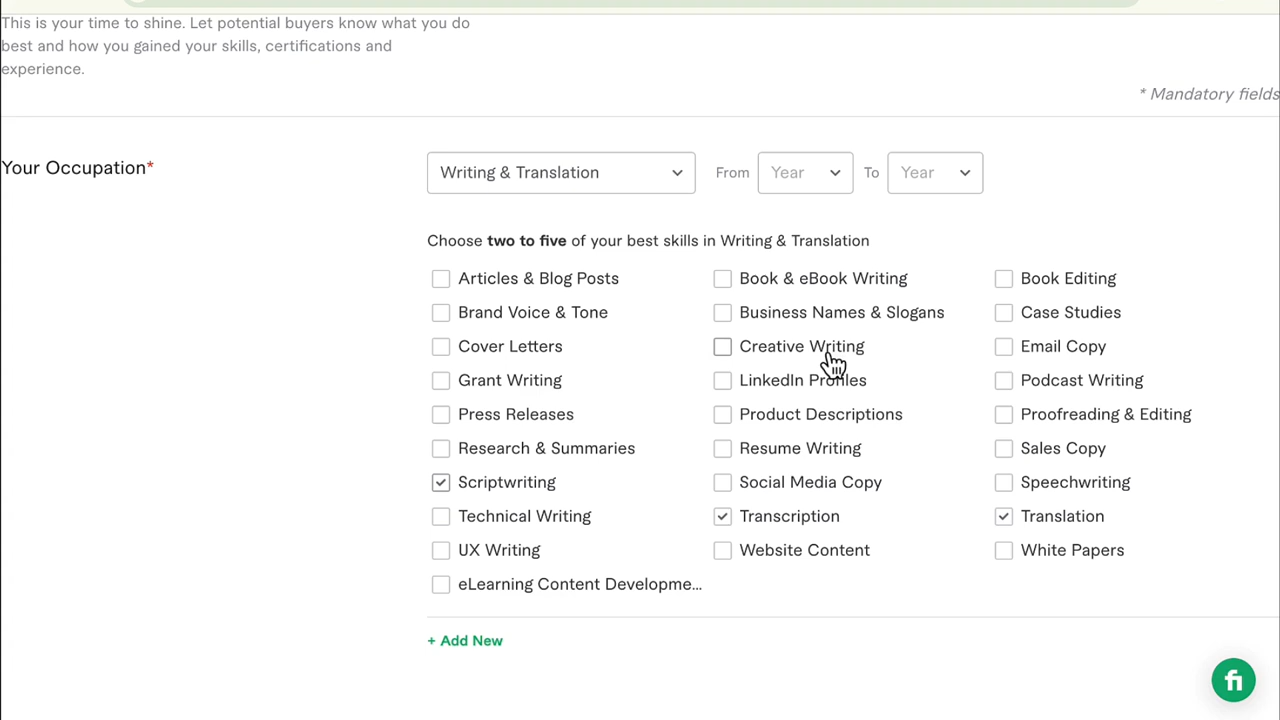 This is your time to shine. Let potential buyers know what you do
best and how you gained your skills, certifications and
experience.
* Mandatory fields
Your Occupation*
Writing & Translation From Year To Year
Choose two to five of your best skills in Writing & Translation
Articles & Blog Posts Book & eBook Writing Book Editing
Brand Voice & Tone Business Names & Slogans Case Studies
Cover Letters Creative Writing Email Copy
Grant Writing LinkedIn Profiles Podcast Writing
Press Releases Product Descriptions Proofreading & Editing
Research & Summaries Resume Writing Sales Copy
Scriptwriting Social Media Copy Speechwriting
Technical Writing Transcription Translation
UX Writing Website Content White Papers
eLearning Content Developme...
+ Add New
fi